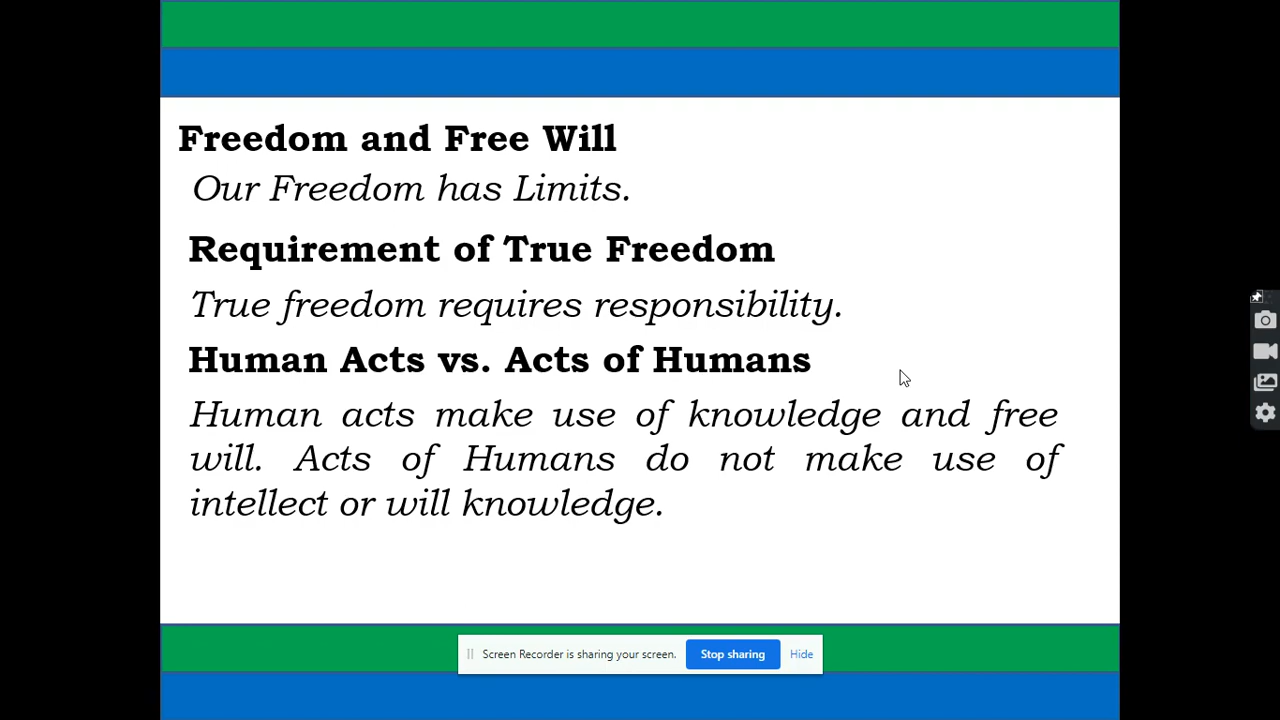 Freedom and Free Will
Our Freedom has Limits.
Requirement of True Freedom
True freedom requires responsibility.
Human Acts vs. Acts of Humans
Human acts make use of knowledge and free
will. Acts of Humans do not make use of
intellect or will knowledge.
Screen Recorder is sharing your screen. Stop sharing Hide